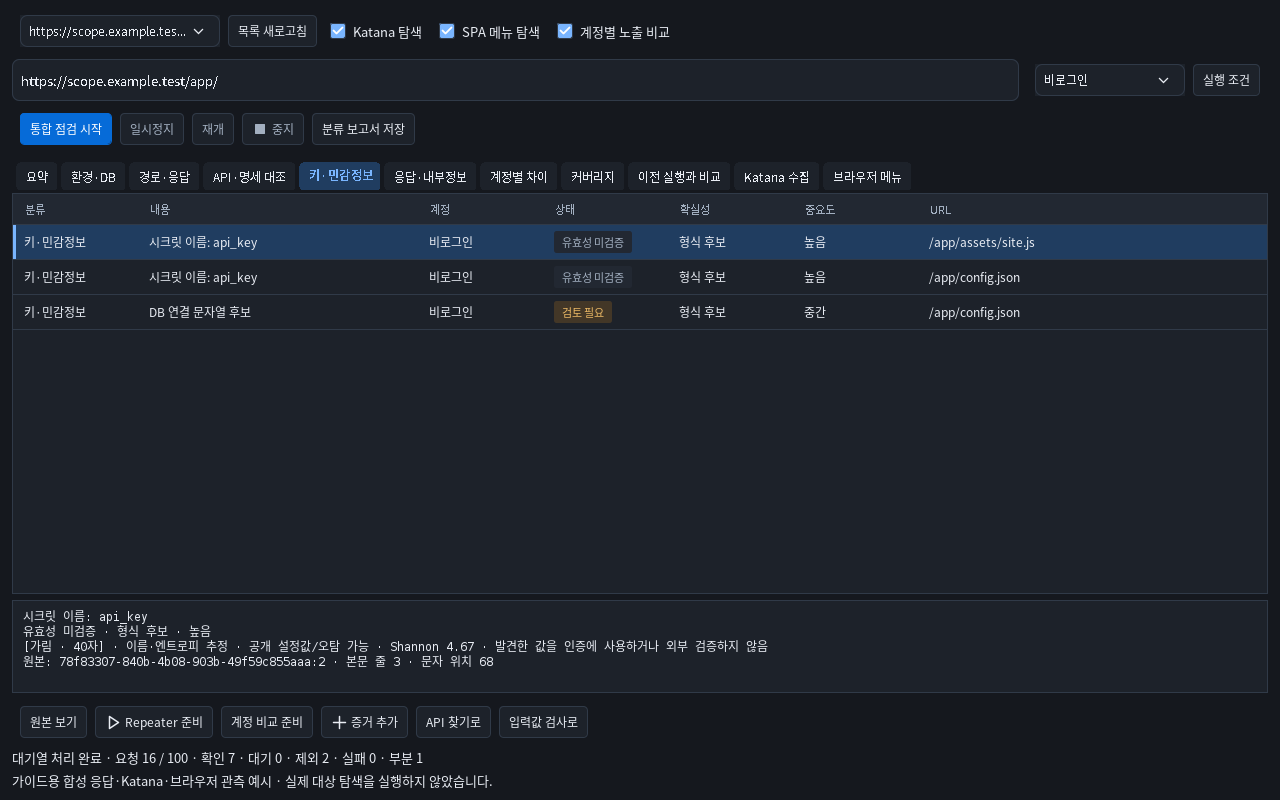 https://scope.example.tes... 목록 새로고침 Katana 탐색 SPA 메뉴 탐색 계정별 노출 비교
https://scope.example.test/app/ 비로그인 실행 조건
통합 점검 시작 일시정지 재개 중지 분류 보고서 저장
요약 환경·DB 경로·응답 API·명세 대조 키·민감정보 응답·내부정보 계정별 차이 커버리지 이전 실행과 비교 Katana 수집 브라우저 메뉴
분류 내용 계정 상태 확실성 중요도 URL
키·민감정보 시크릿 이름: api_key 비로그인 유효성 미검증 형식 후보 높음 /app/assets/site.js
키·민감정보 시크릿 이름: api_key 비로그인 유효성 미검증 형식 후보 높음 /app/config.json
키·민감정보 DB 연결 문자열 후보 비로그인 검토 필요 형식 후보 중간 /app/config.json
시크릿 이름: api_key
유효성 미검증 · 형식 후보 · 높음
[가림 · 40자] · 이름·엔트로피 추정 · 공개 설정값/오탐 가능 · Shannon 4.67 · 발견한 값을 인증에 사용하거나 외부 검증하지 않음
원본: 78f83307-840b-4b08-903b-49f59c855aaa:2 · 본문 줄 3 · 문자 위치 68
원본 보기 Repeater 준비 계정 비교 준비 증거 추가 API 찾기로 입력값 검사로
대기열 처리 완료 · 요청 16 / 100 · 확인 7 · 대기 0 · 제외 2 · 실패 0 · 부분 1
가이드용 합성 응답·Katana·브라우저 관측 예시 · 실제 대상 탐색을 실행하지 않았습니다.